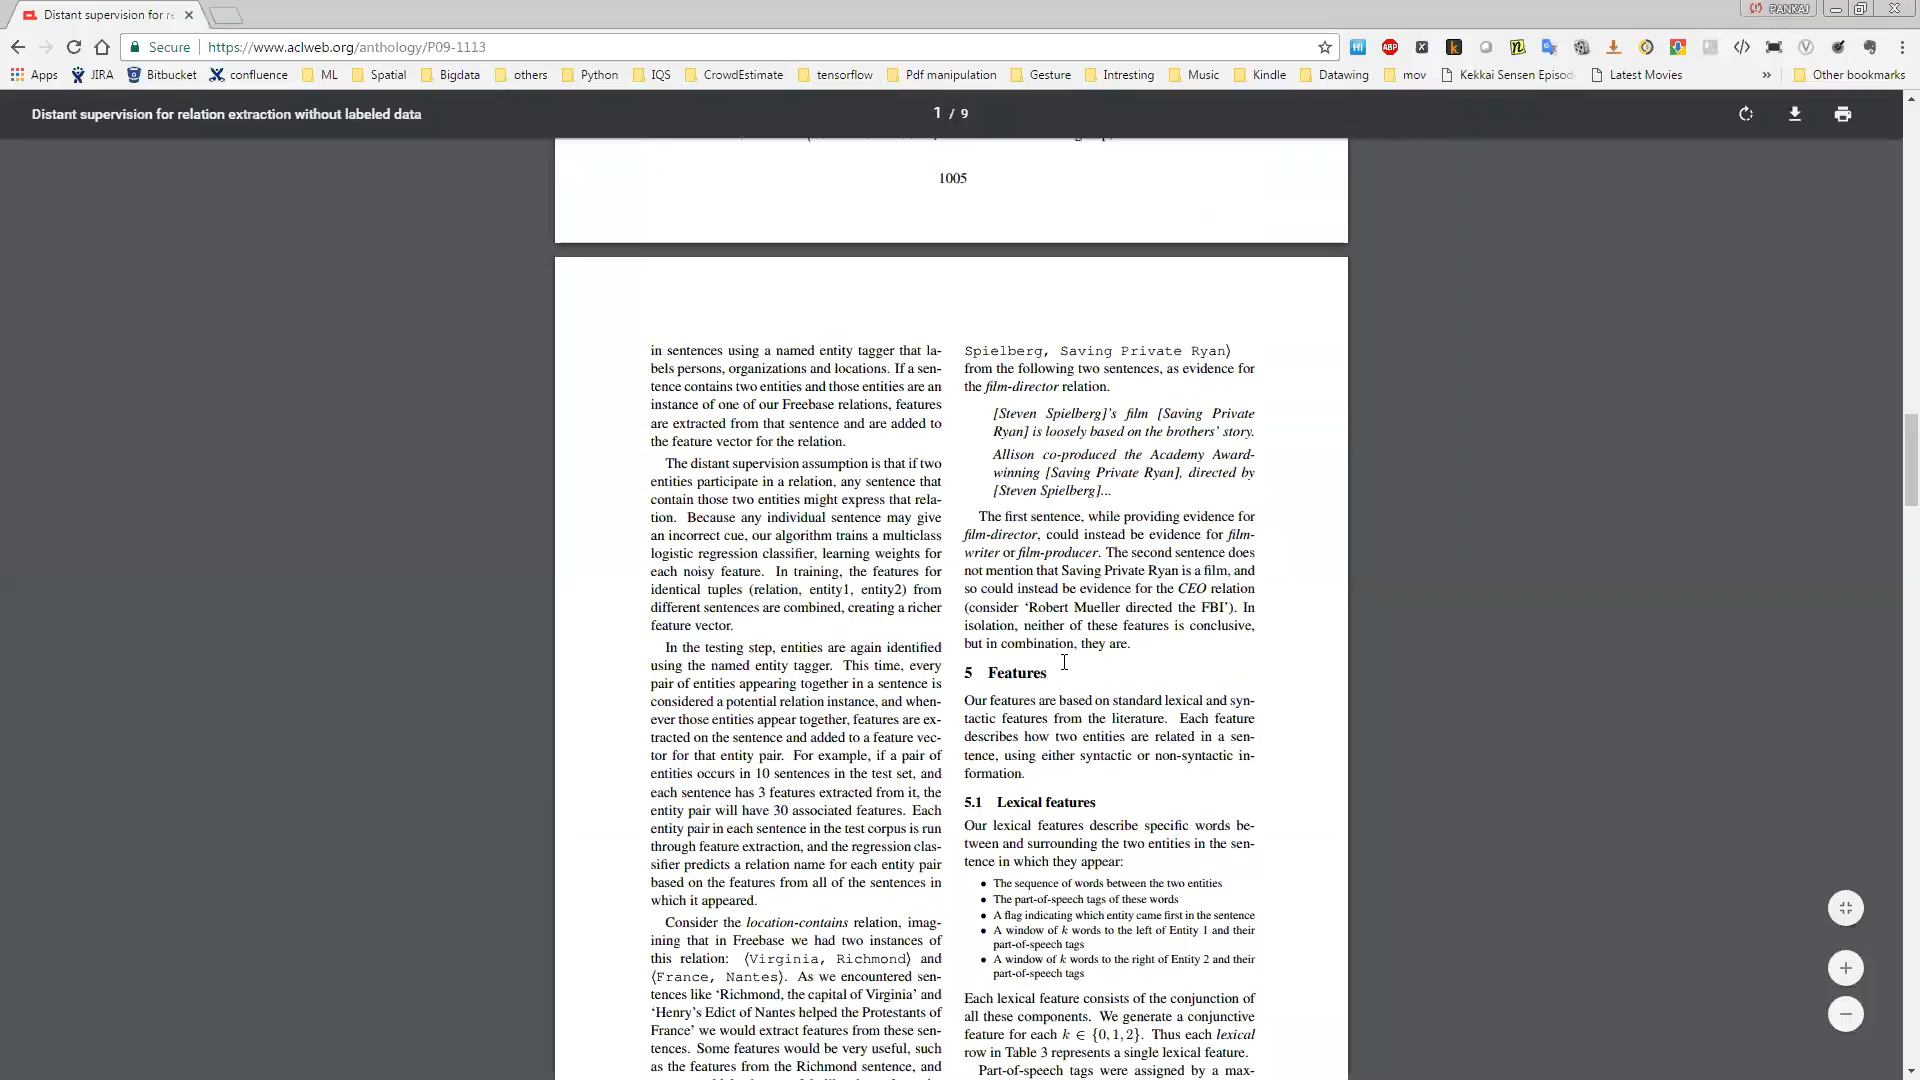 Distant supervision for re
PANKAJ
Secure
https://www.aclweb.org/anthology/P09-1113
Apps
JIRA
Bitbucket
confluence
ML
Spatial
Bigdata
others
Python
IQS
CrowdEstimate
tensorflow
Pdf manipulation
Gesture
Intresting
Music
Kindle
Datawing
mov
Kekkai Sensen Episod
Latest Movies
Other bookmarks
Distant supervision for relation extraction without labeled data
1 / 9
1005
in sentences using a named entity tagger that la-
bels persons, organizations and locations. If a sen-
tence contains two entities and those entities are an
instance of one of our Freebase relations, features
are extracted from that sentence and are added to
the feature vector for the relation.
The distant supervision assumption is that if two
entities participate in a relation, any sentence that
contain those two entities might express that rela-
tion. Because any individual sentence may give
an incorrect cue, our algorithm trains a multiclass
logistic regression classifier, learning weights for
each noisy feature. In training, the features for
identical tuples (relation, entity1, entity2) from
different sentences are combined, creating a richer
feature vector.
In the testing step, entities are again identified
using the named entity tagger. This time, every
pair of entities appearing together in a sentence is
considered a potential relation instance, and when-
ever those entities appear together, features are ex-
tracted on the sentence and added to a feature vec-
tor for that entity pair. For example, if a pair of
entities occurs in 10 sentences in the test set, and
each sentence has 3 features extracted from it, the
entity pair will have 30 associated features. Each
entity pair in each sentence in the test corpus is run
through feature extraction, and the regression clas-
sifier predicts a relation name for each entity pair
based on the features from all of the sentences in
which it appeared.
Consider the location-contains relation, imag-
ining that in Freebase we had two instances of
this relation: ⟨Virginia, Richmond⟩ and
⟨France, Nantes⟩. As we encountered sen-
tences like ‘Richmond, the capital of Virginia’ and
‘Henry’s Edict of Nantes helped the Protestants of
France’ we would extract features from these sen-
tences. Some features would be very useful, such
as the features from the Richmond sentence, and
Spielberg, Saving Private Ryan⟩
from the following two sentences, as evidence for
the film-director relation.
[Steven Spielberg]’s film [Saving Private
Ryan] is loosely based on the brothers’ story.
Allison co-produced the Academy Award-
winning [Saving Private Ryan], directed by
[Steven Spielberg]...
The first sentence, while providing evidence for
film-director, could instead be evidence for film-
writer or film-producer. The second sentence does
not mention that Saving Private Ryan is a film, and
so could instead be evidence for the CEO relation
(consider ‘Robert Mueller directed the FBI’). In
isolation, neither of these features is conclusive,
but in combination, they are.
5 Features
Our features are based on standard lexical and syn-
tactic features from the literature. Each feature
describes how two entities are related in a sen-
tence, using either syntactic or non-syntactic in-
formation.
5.1 Lexical features
Our lexical features describe specific words be-
tween and surrounding the two entities in the sen-
tence in which they appear:
• The sequence of words between the two entities
• The part-of-speech tags of these words
• A flag indicating which entity came first in the sentence
• A window of k words to the left of Entity 1 and their
part-of-speech tags
• A window of k words to the right of Entity 2 and their
part-of-speech tags
Each lexical feature consists of the conjunction of
all these components. We generate a conjunctive
feature for each k ∈ {0, 1, 2}. Thus each lexical
row in Table 3 represents a single lexical feature.
Part-of-speech tags were assigned by a max-